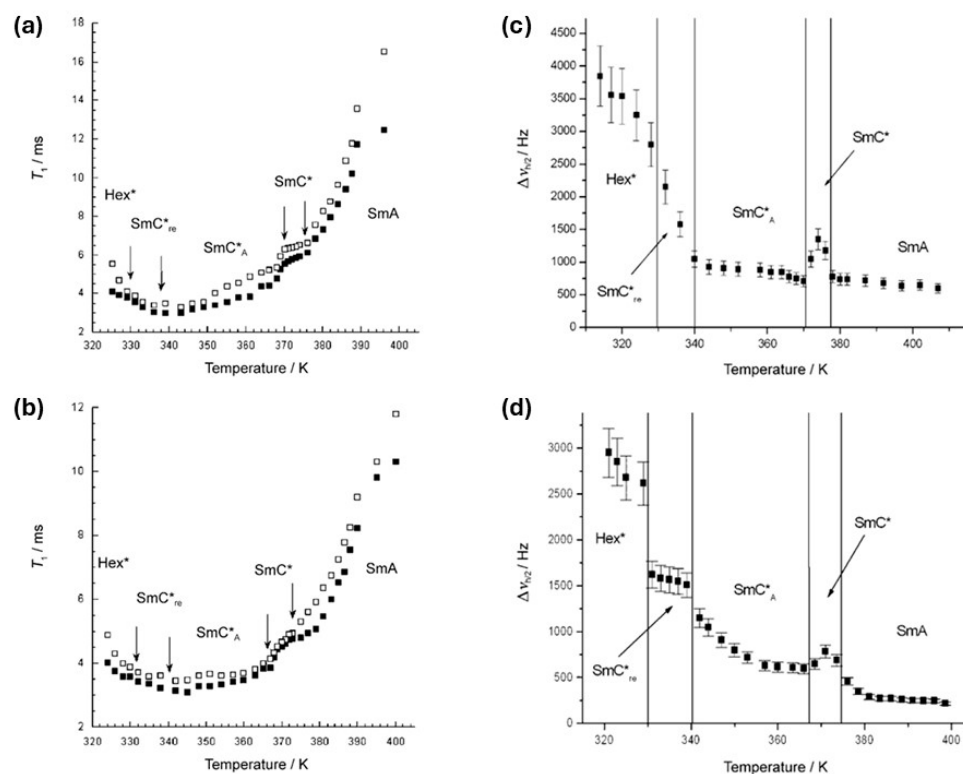 (a)
18
16
14
12
10
8
6
4
2
T₁ / ms
Hex*
SmC*re
SmC*A
SmC*
SmA
320 330 340 350 360 370 380 390 400
Temperature / K
(c)
4500
4000
3500
3000
2500
2000
1500
1000
500
0
Δνh/2 / Hz
SmC*
Hex*
SmC*A
SmA
SmC*re
320 340 360 380 400
Temperature / K
(b)
12
10
8
6
4
2
T₁ / ms
Hex*
SmC*re
SmC*A
SmC*
SmA
320 330 340 350 360 370 380 390 400
Temperature / K
(d)
3000
2500
2000
1500
1000
500
0
Δνh/2 / Hz
SmC*
Hex*
SmC*A
SmA
SmC*re
320 340 360 380 400
Temperature / K